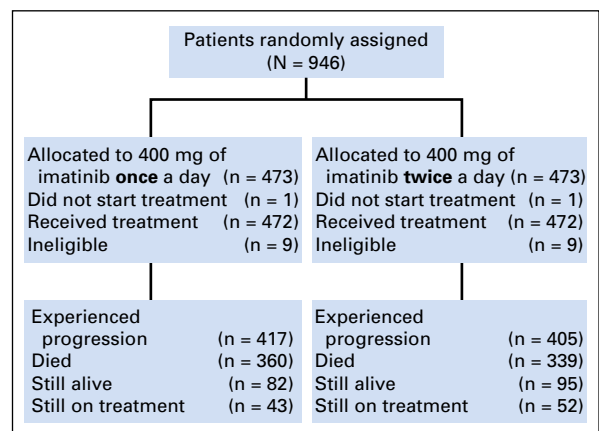 Patients randomly assigned
(N = 946)
Allocated to 400 mg of
imatinib once a day (n = 473)
Did not start treatment (n = 1)
Received treatment (n = 472)
Ineligible (n = 9)
Allocated to 400 mg of
imatinib twice a day (n = 473)
Did not start treatment (n = 1)
Received treatment (n = 472)
Ineligible (n = 9)
Experienced
progression (n = 417)
Died (n = 360)
Still alive (n = 82)
Still on treatment (n = 43)
Experienced
progression (n = 405)
Died (n = 339)
Still alive (n = 95)
Still on treatment (n = 52)